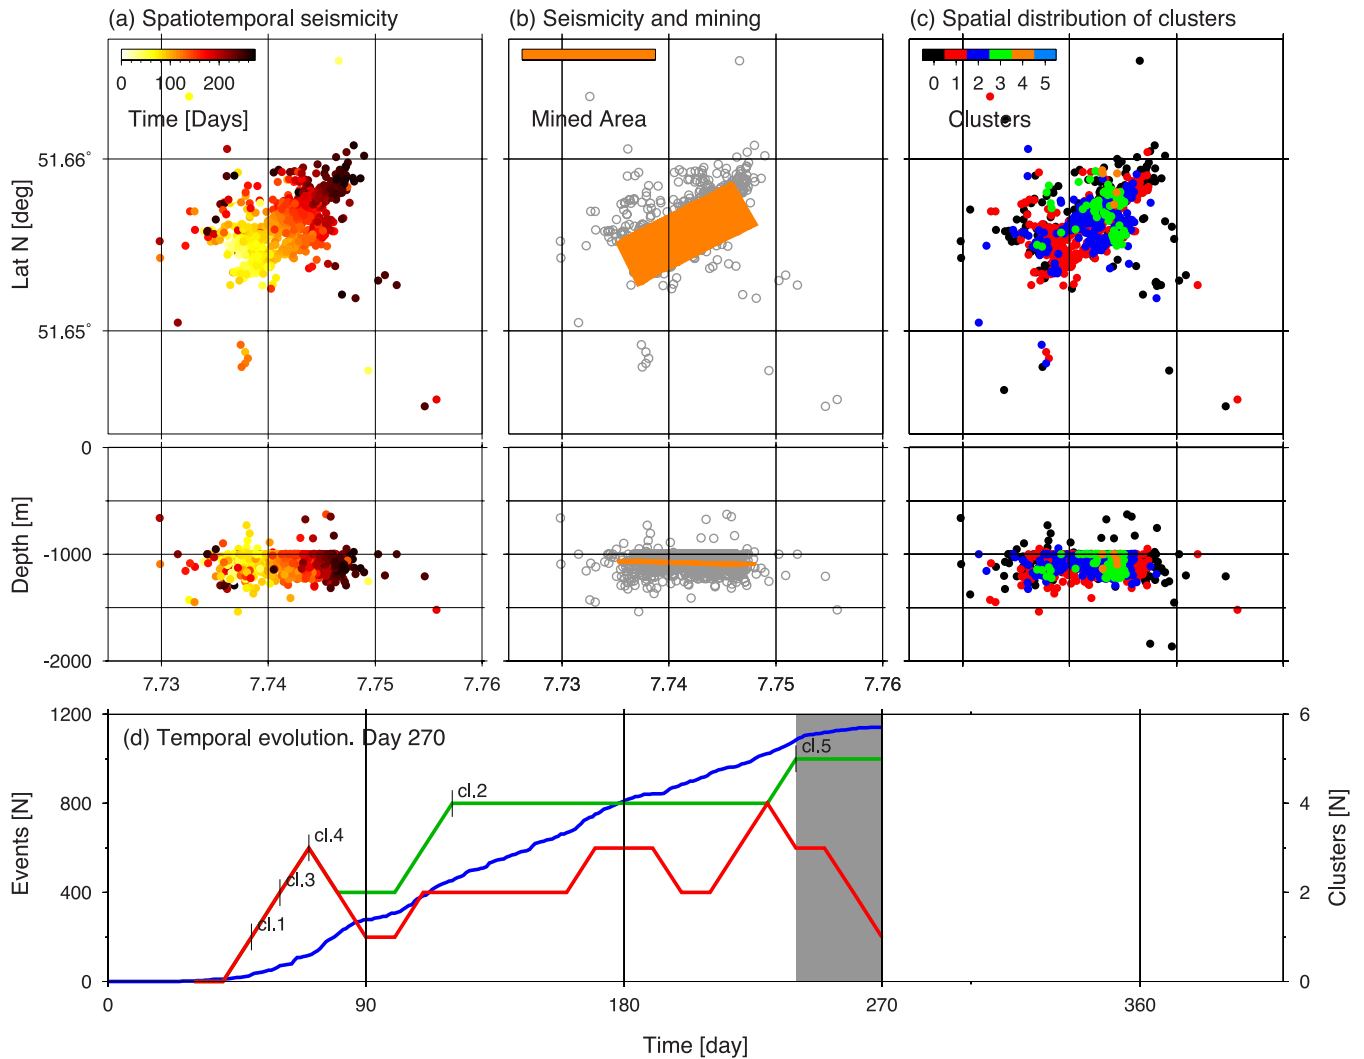 (a) Spatiotemporal seismicity
(b) Seismicity and mining
(c) Spatial distribution of clusters
0 100 200
Time [Days]
Mined Area
0 1 2 3 4 5
Clusters
Lat N [deg]
51.66°
51.65°
Depth [m]
0
-1000
-2000
7.73 7.74 7.75 7.76
7.73 7.74 7.75 7.76
(d) Temporal evolution. Day 270
Events [N]
1200
800
400
0
cl.1
cl.3
cl.4
cl.2
cl.5
6
5
4
3
2
1
0
Clusters [N]
0 90 180 270 360
Time [day]